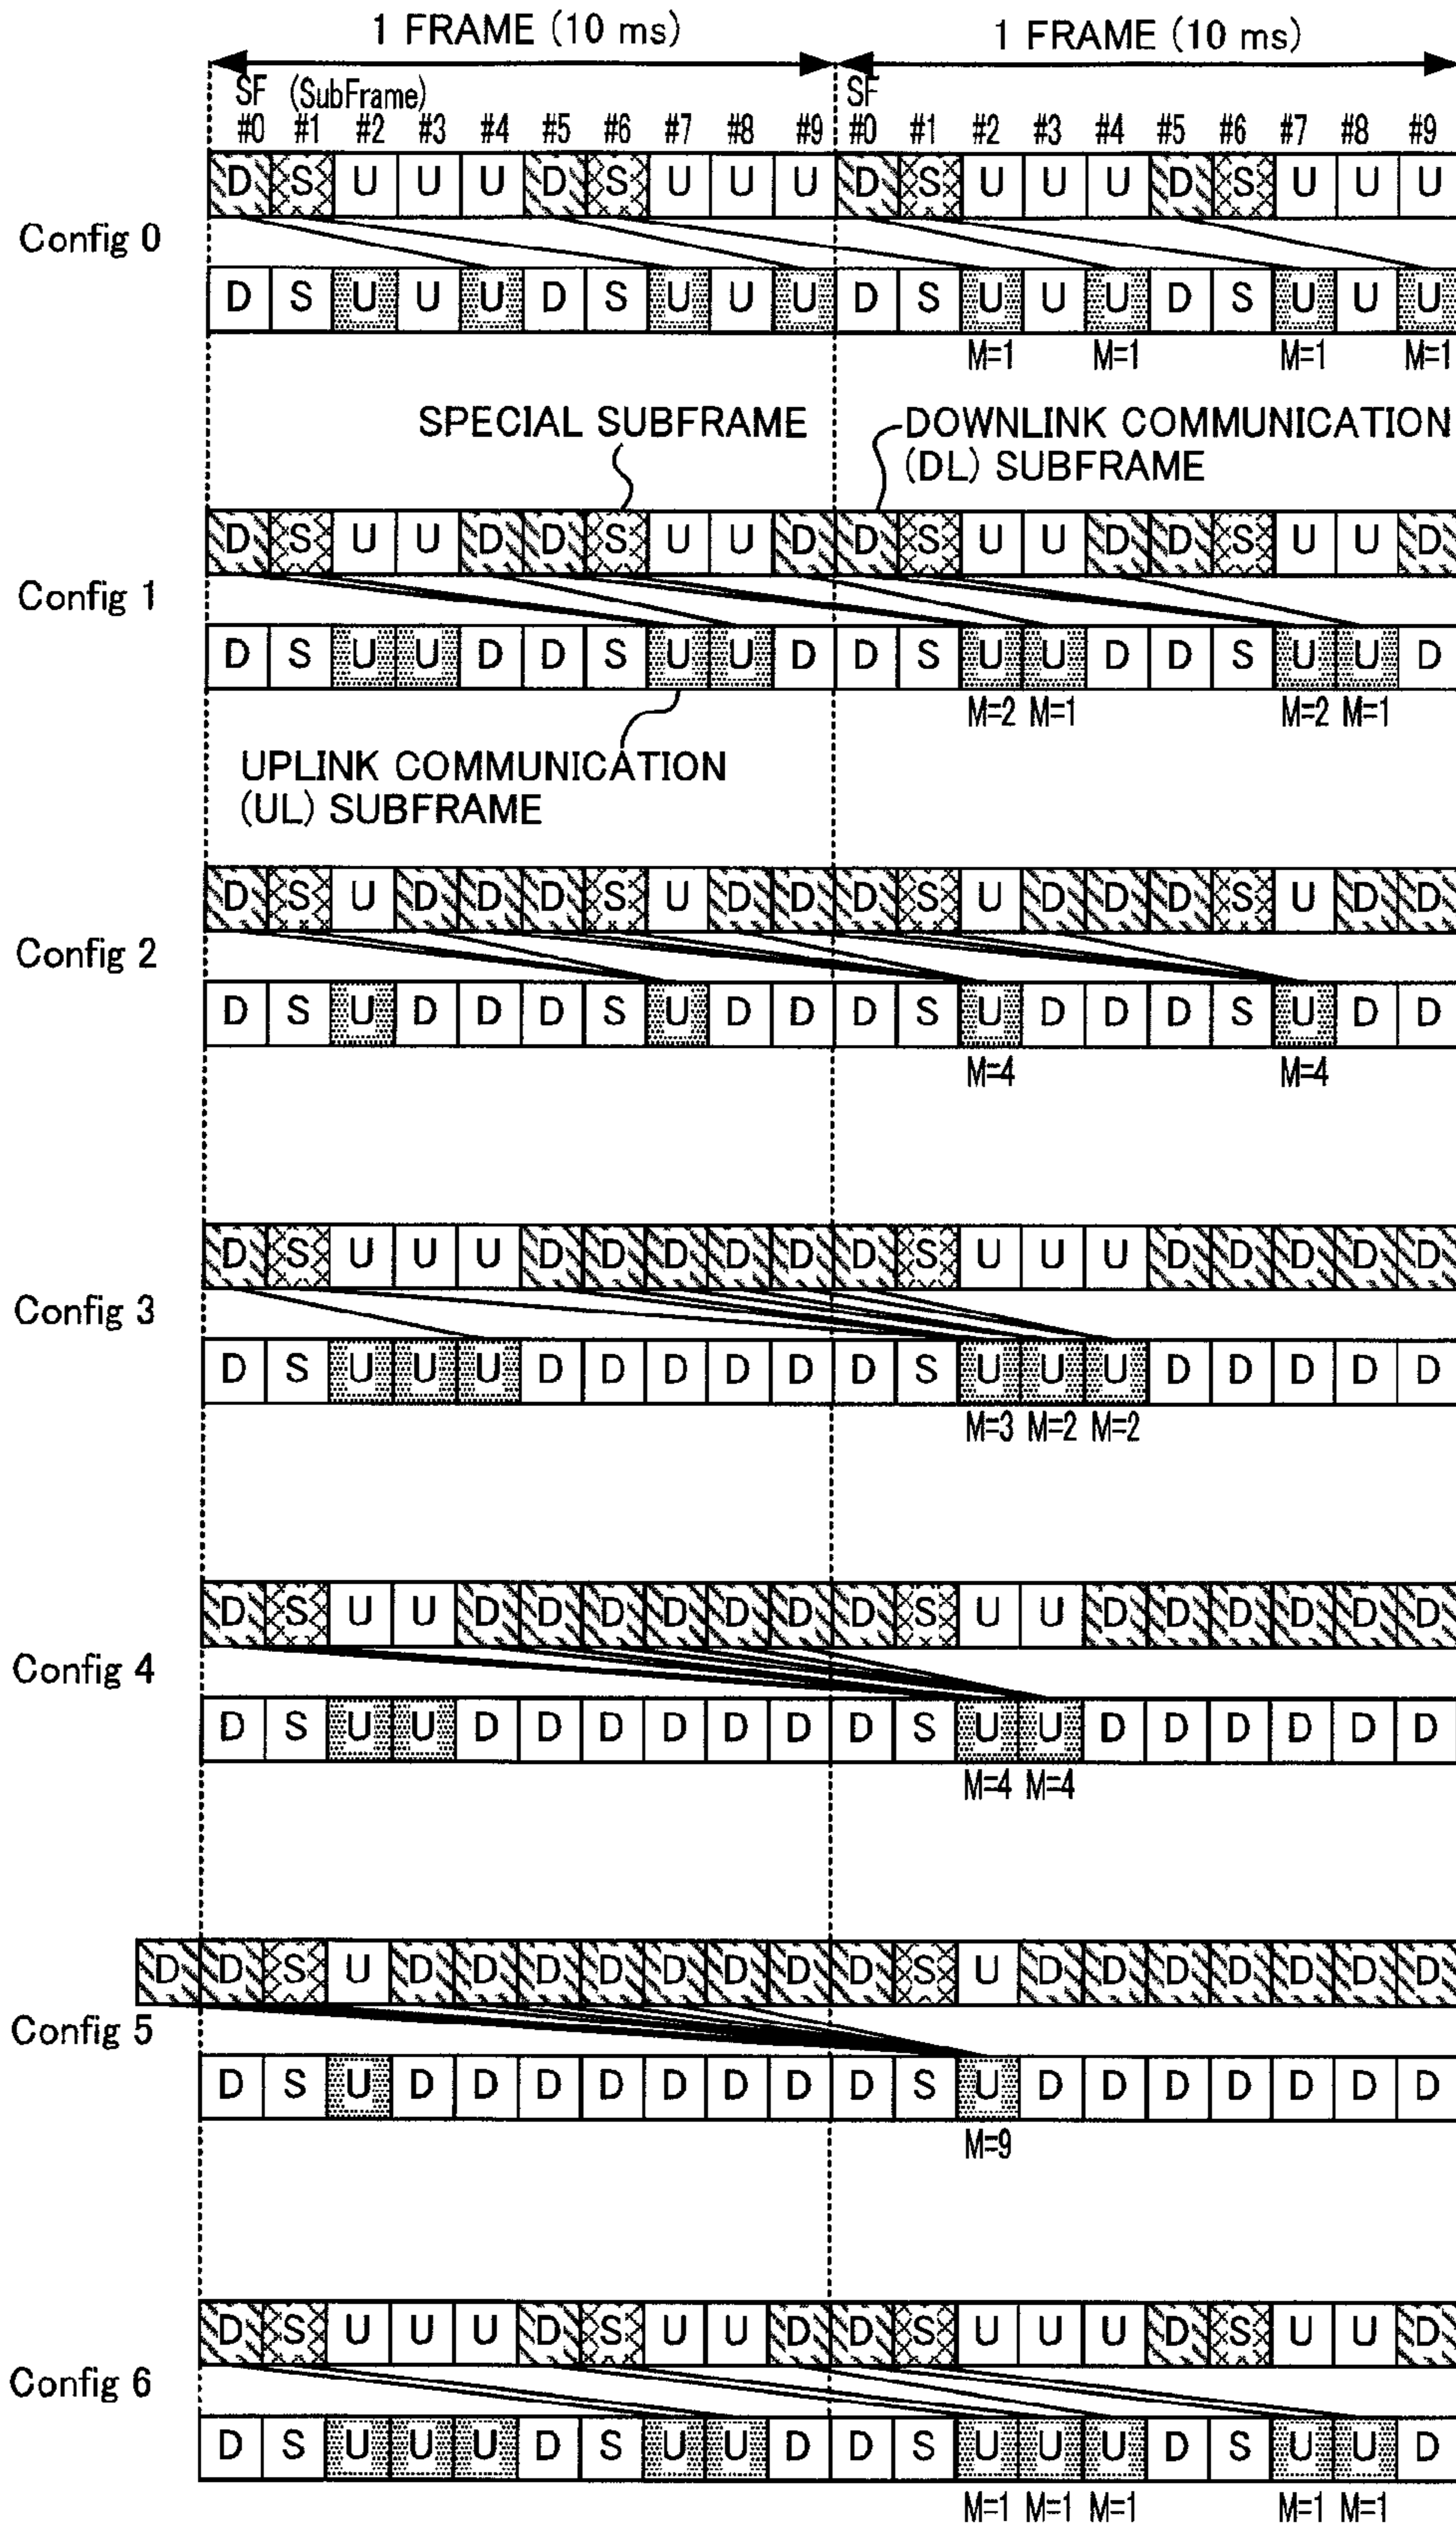 1 FRAME (10 ms) 1 FRAME (10 ms)
SF (SubFrame) SF
#0 #1 #2 #3 #4 #5 #6 #7 #8 #9 #0 #1 #2 #3 #4 #5 #6 #7 #8 #9
D S U U U D S U U U D S U U U D S U U U
Config 0
D S U U U D S U U U D S U U U D S U U U
M=1 M=1 M=1 M=1
SPECIAL SUBFRAME
DOWNLINK COMMUNICATION
(DL) SUBFRAME
D S U U D D S U U D D S U U D D S U U D
Config 1
D S U U D D S U U D D S U U D D S U U D
M=2 M=1 M=2 M=1
UPLINK COMMUNICATION
(UL) SUBFRAME
D S U D D D S U D D D S U D D D S U D D
Config 2
D S U D D D S U D D D S U D D D S U D D
M=4 M=4
D S U U U D D D D D D S U U U D D D D D
Config 3
D S U U U D D D D D D S U U U D D D D D
M=3 M=2 M=2
D S U U D D D D D D D S U U D D D D D D
Config 4
D S U U D D D D D D D S U U D D D D D D
M=4 M=4
D D S U D D D D D D D D S U D D D D D D D
Config 5
D S U D D D D D D D D S U D D D D D D D
M=9
D S U U U D S U U D D S U U U D S U U D
Config 6
D S U U U D S U U D D S U U U D S U U D
M=1 M=1 M=1 M=1 M=1